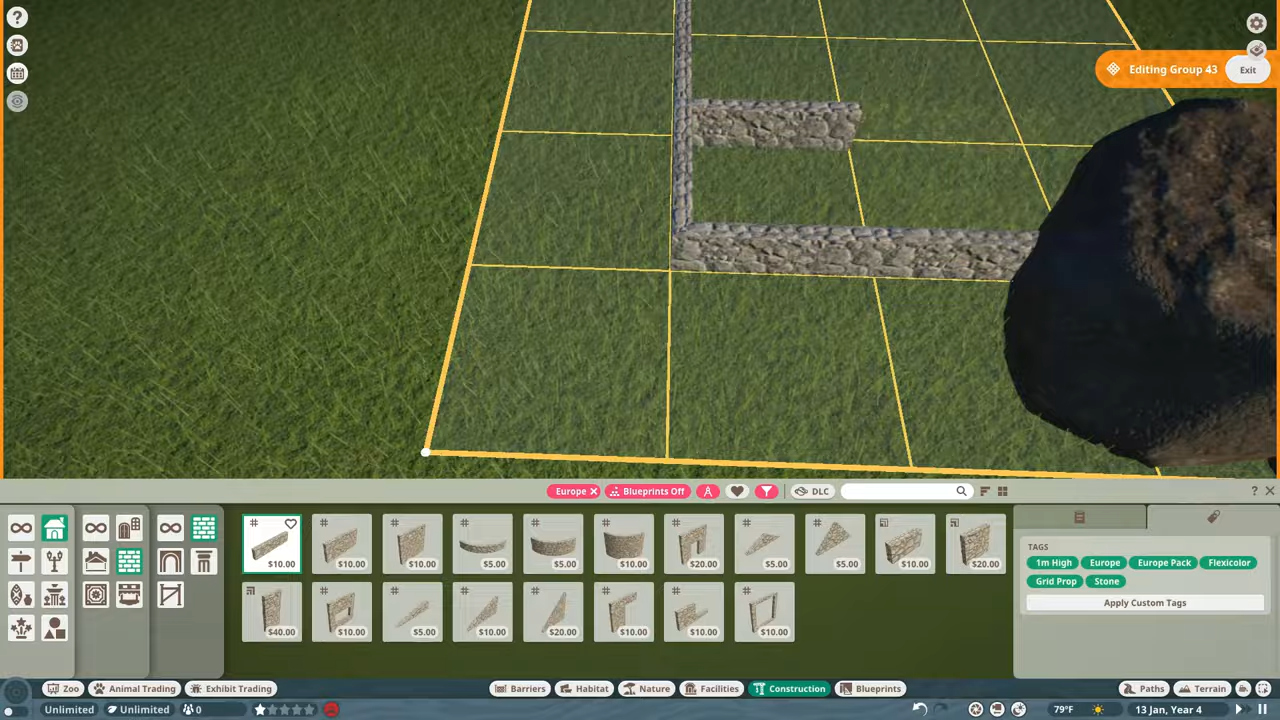 Editing Group 43
Exit
Europe
Blueprints Off
DLC
$10.00
$10.00
$10.00
$5.00
$5.00
$10.00
$20.00
$5.00
$5.00
$10.00
$20.00
$40.00
$10.00
$5.00
$10.00
$20.00
$10.00
$10.00
$10.00
TAGS
1m High
Europe
Europe Pack
Flexicolor
Grid Prop
Stone
Apply Custom Tags
Zoo
Animal Trading
Exhibit Trading
Barriers
Habitat
Nature
Facilities
Construction
Blueprints
Paths
Terrain
Unlimited
Unlimited
0
79°F
13 Jan, Year 4